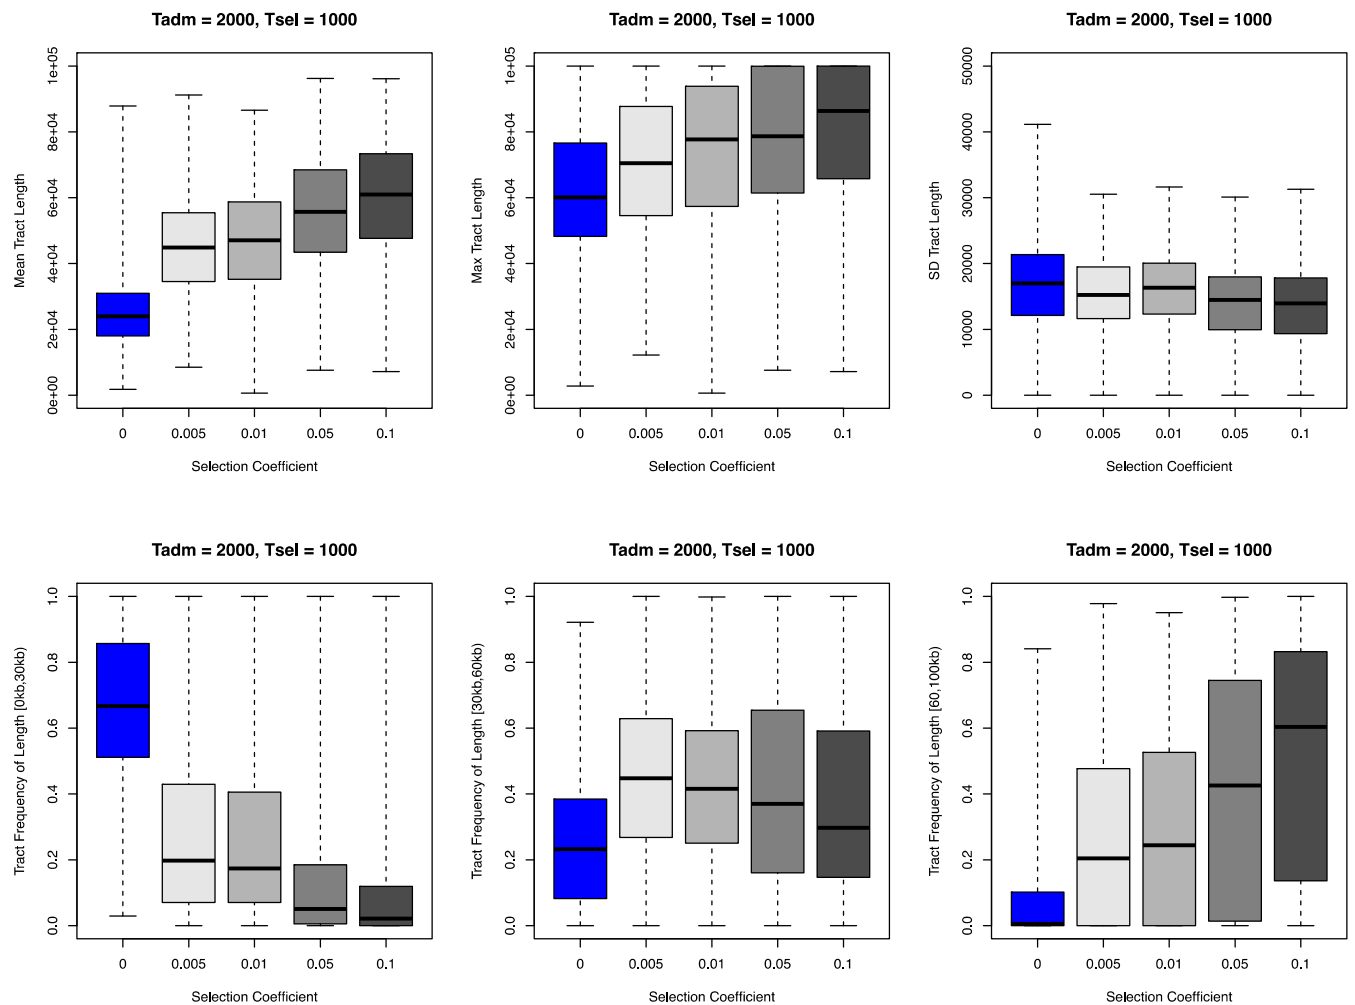 Tadm = 2000, Tsel = 1000
Mean Tract Length
0e+00 2e+04 4e+04 6e+04 8e+04 1e+05
0 0.005 0.01 0.05 0.1
Selection Coefficient
Tadm = 2000, Tsel = 1000
Max Tract Length
0e+00 2e+04 4e+04 6e+04 8e+04 1e+05
0 0.005 0.01 0.05 0.1
Selection Coefficient
Tadm = 2000, Tsel = 1000
SD Tract Length
0 10000 20000 30000 40000 50000
0 0.005 0.01 0.05 0.1
Selection Coefficient
Tadm = 2000, Tsel = 1000
Tract Frequency of Length [0kb,30kb)
0.0 0.2 0.4 0.6 0.8 1.0
0 0.005 0.01 0.05 0.1
Selection Coefficient
Tadm = 2000, Tsel = 1000
Tract Frequency of Length [30kb,60kb)
0.0 0.2 0.4 0.6 0.8 1.0
0 0.005 0.01 0.05 0.1
Selection Coefficient
Tadm = 2000, Tsel = 1000
Tract Frequency of Length [60,100kb)
0.0 0.2 0.4 0.6 0.8 1.0
0 0.005 0.01 0.05 0.1
Selection Coefficient